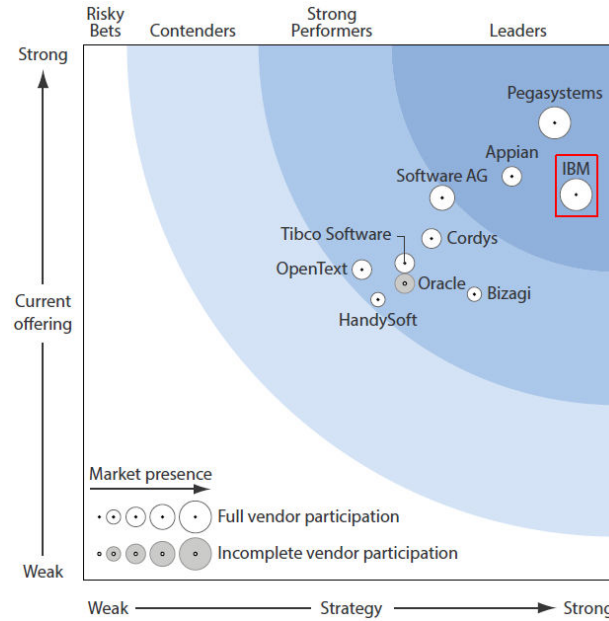 Risky
Bets
Contenders
Strong
Performers
Leaders
Strong
Pegasystems
Appian
IBM
Software AG
Tibco Software
Cordys
OpenText
Oracle
Bizagi
HandySoft
Current
offering
Market presence
Full vendor participation
Incomplete vendor participation
Weak
Weak
Strategy
Strong